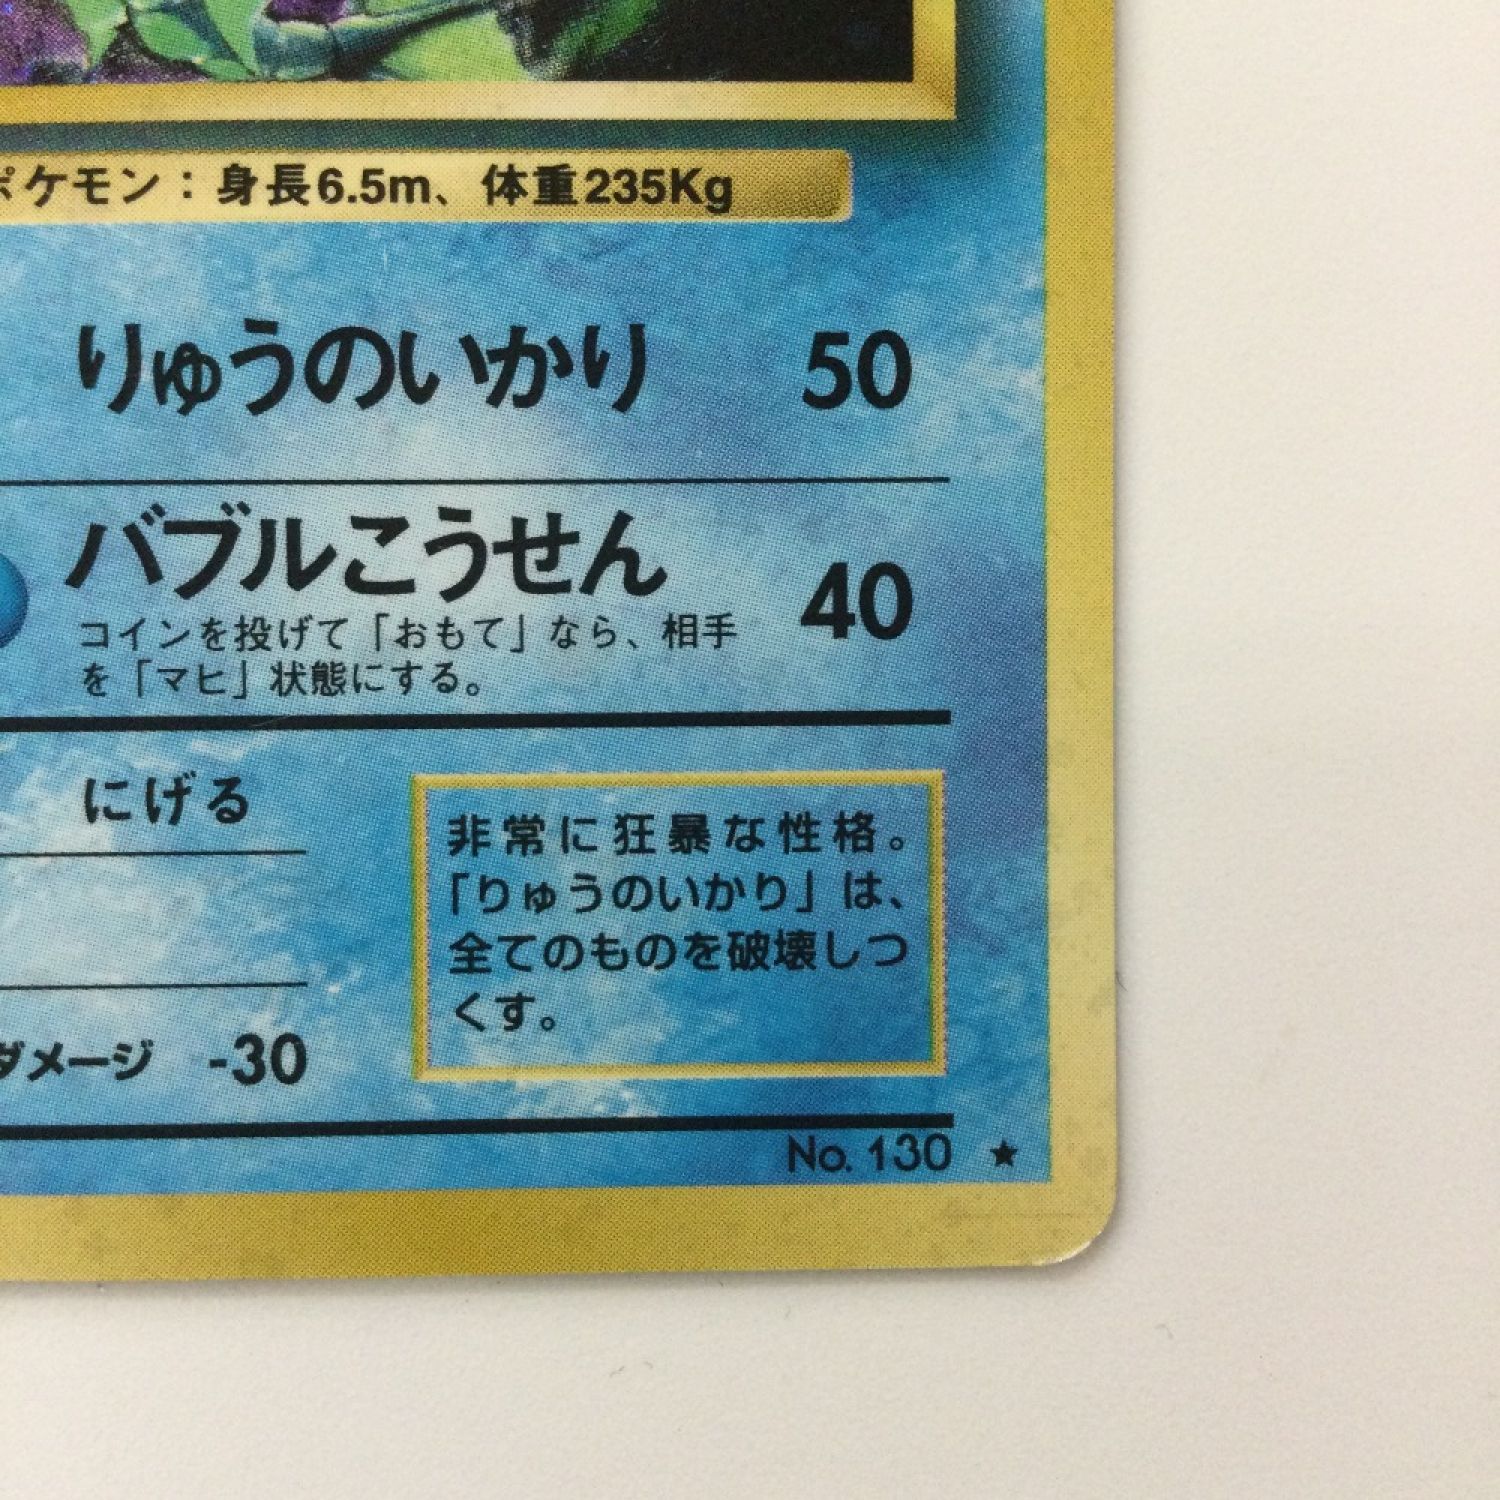 ポケモン：身長6.5m、体重235Kg
りゅうのいかり 50
バブルこうせん 40
コインを投げて「おもて」なら、相手
を「マヒ」状態にする。
にげる
非常に狂暴な性格。
「りゅうのいかり」は、
全てのものを破壊しつ
くす。
ダメージ -30
No. 130 ★